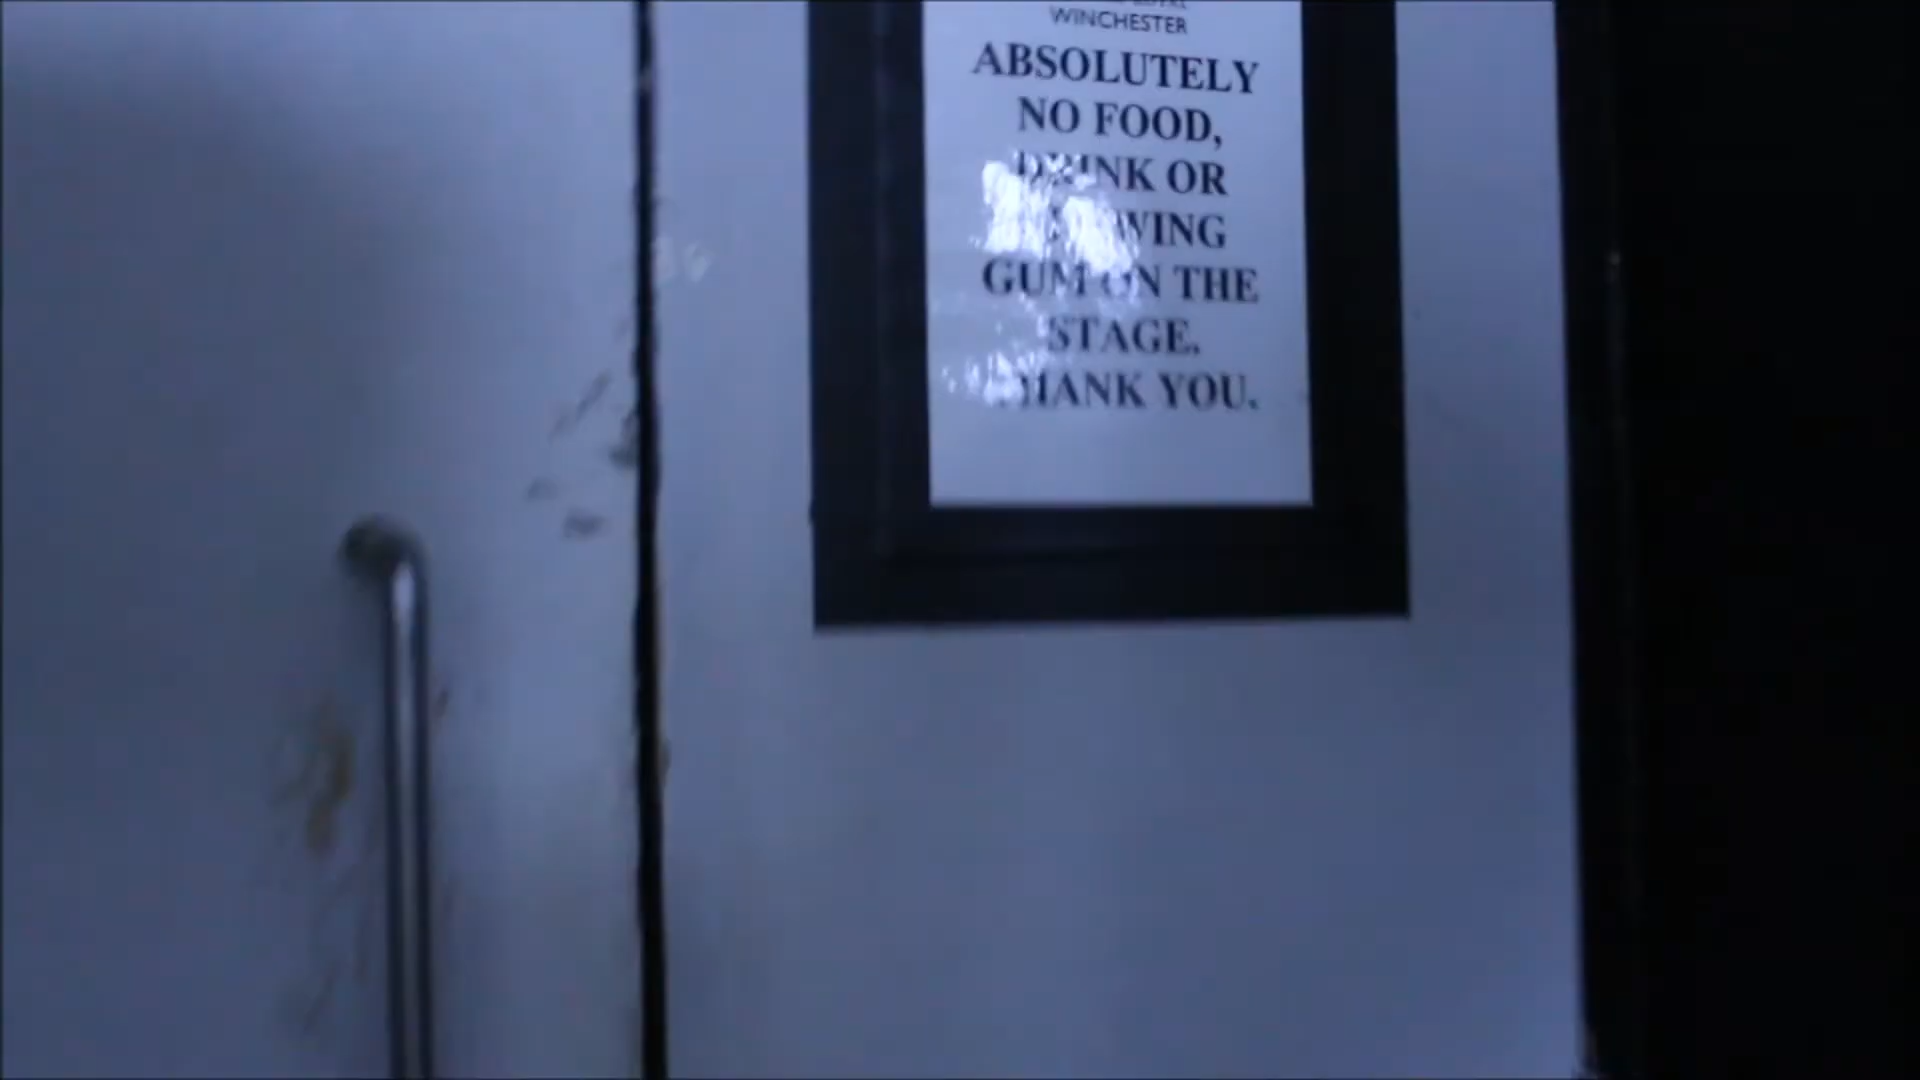 WINCHESTER
ABSOLUTELY
NO FOOD,
DRINK OR
GUM ON THE
STAGE.
THANK YOU.